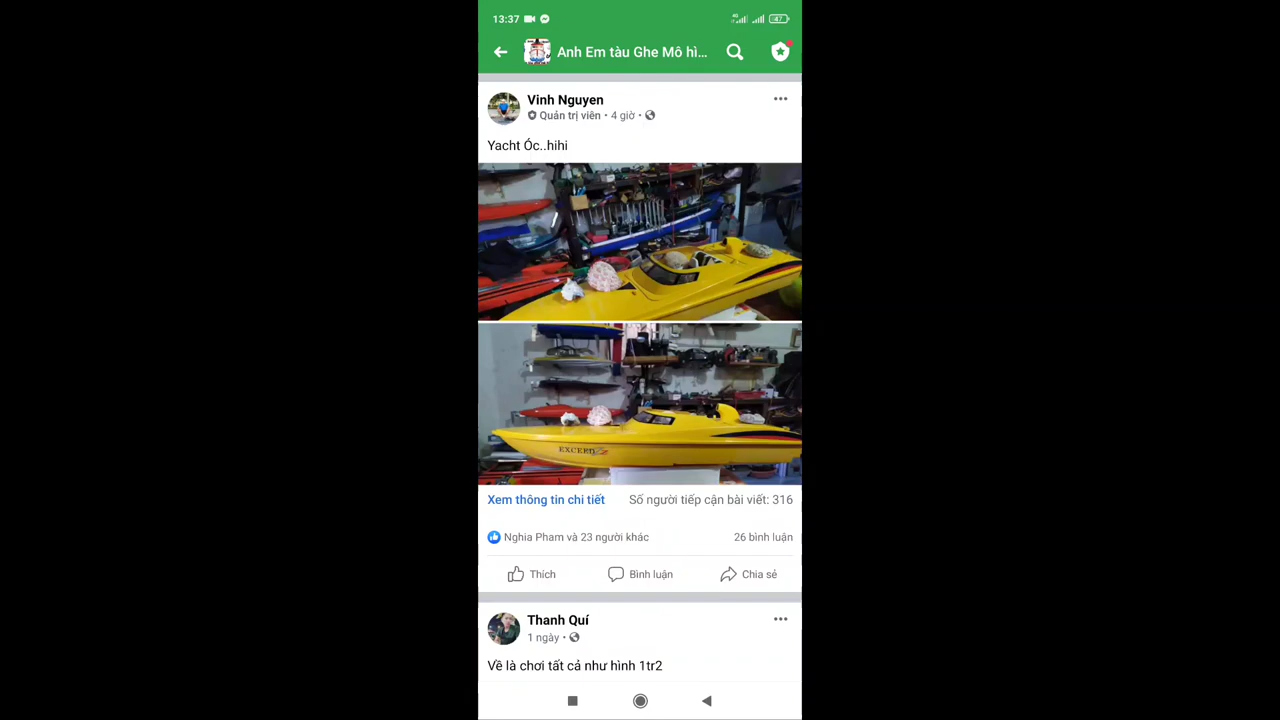 13:37
4G
47
Anh Em tàu Ghe Mô hì...
Vinh Nguyen
Quản trị viên • 4 giờ •
Yacht Óc..hihi
EXCEED
Xem thông tin chi tiết
Số người tiếp cận bài viết: 316
Nghia Pham và 23 người khác
26 bình luận
Thích
Bình luận
Chia sẻ
Thanh Quí
1 ngày •
Về là chơi tất cả như hình 1tr2